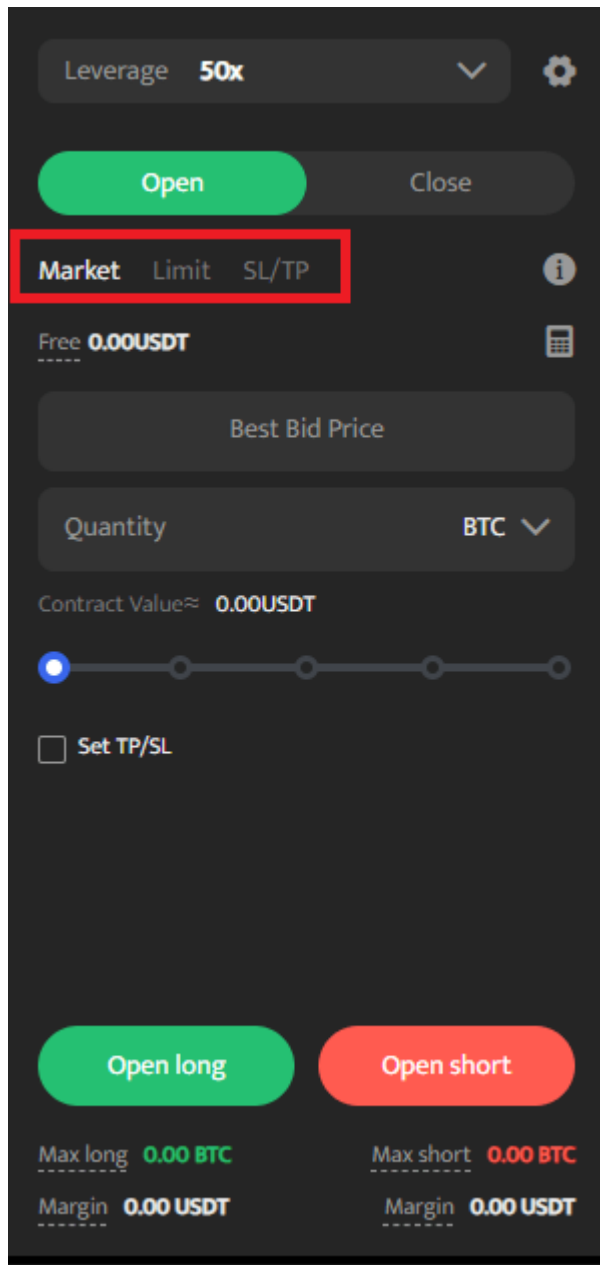 Leverage 50x
Open Close
Market Limit SL/TP
Free 0.00USDT
Best Bid Price
Quantity BTC
Contract Value≈ 0.00USDT
Set TP/SL
Open long Open short
Max long 0.00 BTC Max short 0.00 BTC
Margin 0.00 USDT Margin 0.00 USDT